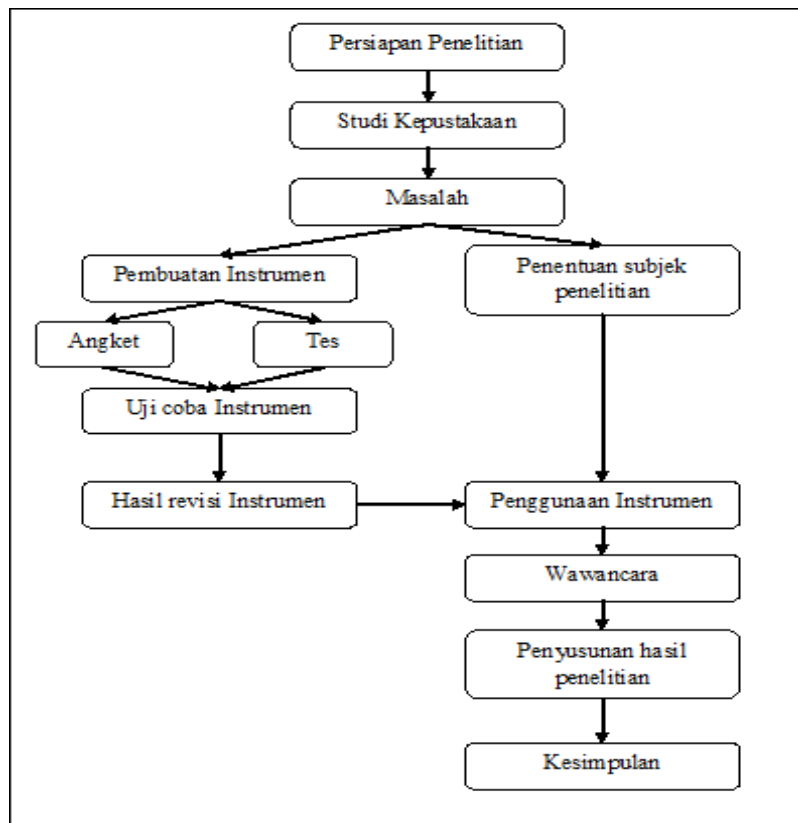 Persiapan Penelitian
Studi Kepustakaan
Masalah
Pembuatan Instrumen
Penentuan subjek
penelitian
Angket
Tes
Uji coba Instrumen
Hasil revisi Instrumen
Penggunaan Instrumen
Wawancara
Penyusunan hasil
penelitian
Kesimpulan